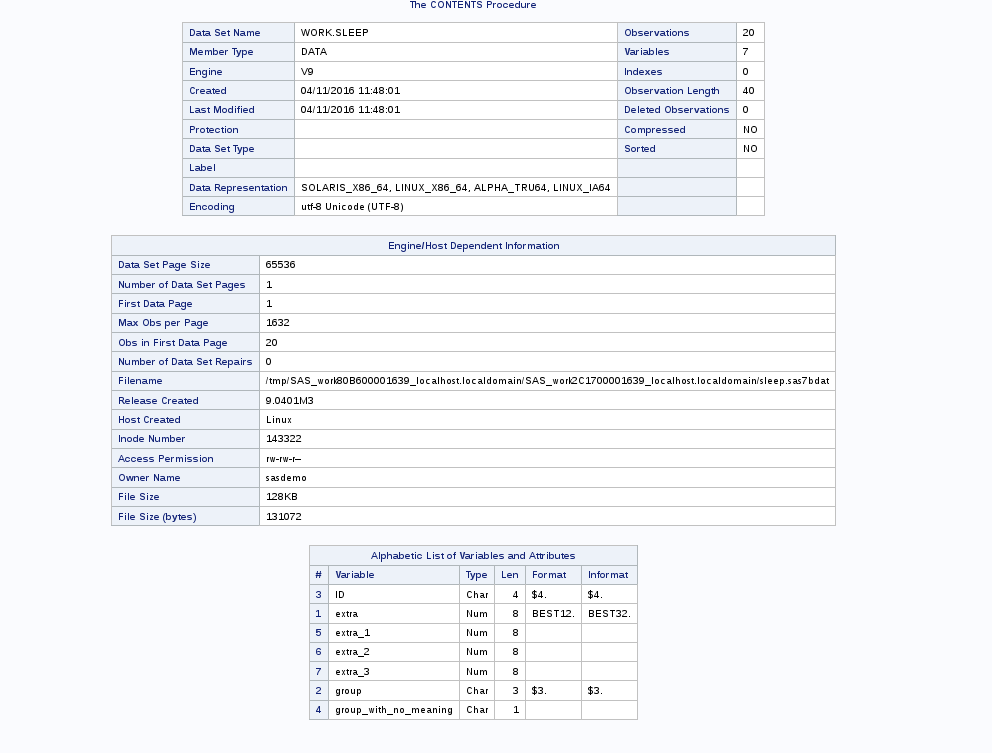 The CONTENTS Procedure
Data Set Name WORK.SLEEP Observations 20
Member Type DATA Variables 7
Engine V9 Indexes 0
Created 04/11/2016 11:48:01 Observation Length 40
Last Modified 04/11/2016 11:48:01 Deleted Observations 0
Protection Compressed NO
Data Set Type Sorted NO
Label
Data Representation SOLARIS_X86_64, LINUX_X86_64, ALPHA_TRU64, LINUX_IA64
Encoding utf-8 Unicode (UTF-8)
Engine/Host Dependent Information
Data Set Page Size 65536
Number of Data Set Pages 1
First Data Page 1
Max Obs per Page 1632
Obs in First Data Page 20
Number of Data Set Repairs 0
Filename /tmp/SAS_work80B600001639_localhost.localdomain/SAS_work2C1700001639_localhost.localdomain/sleep.sas7bdat
Release Created 9.0401M3
Host Created Linux
Inode Number 143322
Access Permission rw-rw-r--
Owner Name sasdemo
File Size 128KB
File Size (bytes) 131072
Alphabetic List of Variables and Attributes
# Variable Type Len Format Informat
3 ID Char 4 $4. $4.
1 extra Num 8 BEST12. BEST32.
5 extra_1 Num 8
6 extra_2 Num 8
7 extra_3 Num 8
2 group Char 3 $3. $3.
4 group_with_no_meaning Char 1